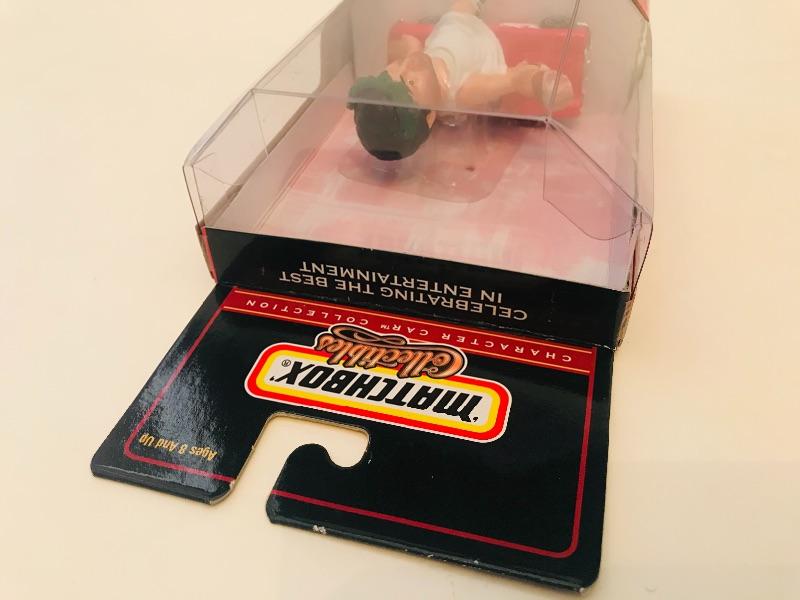 Ages 8 And Up
'MATCHBOX'®
Collectibles
CHARACTER CAR™ COLLECTION
CELEBRATING THE BEST
IN ENTERTAINMENT